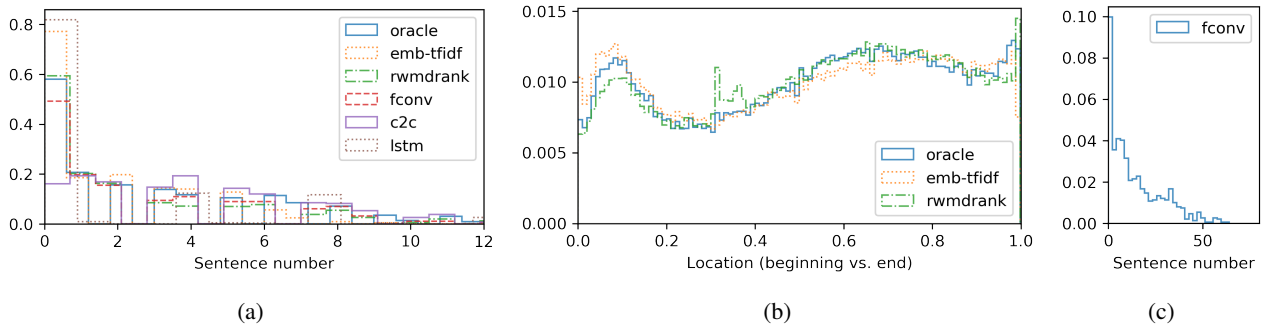 0.8
0.6
0.4
0.2
0.0
0 2 4 6 8 10 12
Sentence number
oracle
emb-tfidf
rwmdrank
fconv
c2c
lstm
(a)
0.015
0.010
0.005
0.000
0.0 0.2 0.4 0.6 0.8 1.0
Location (beginning vs. end)
oracle
emb-tfidf
rwmdrank
(b)
0.10
0.08
0.06
0.04
0.02
0.00
0 50
Sentence number
fconv
(c)